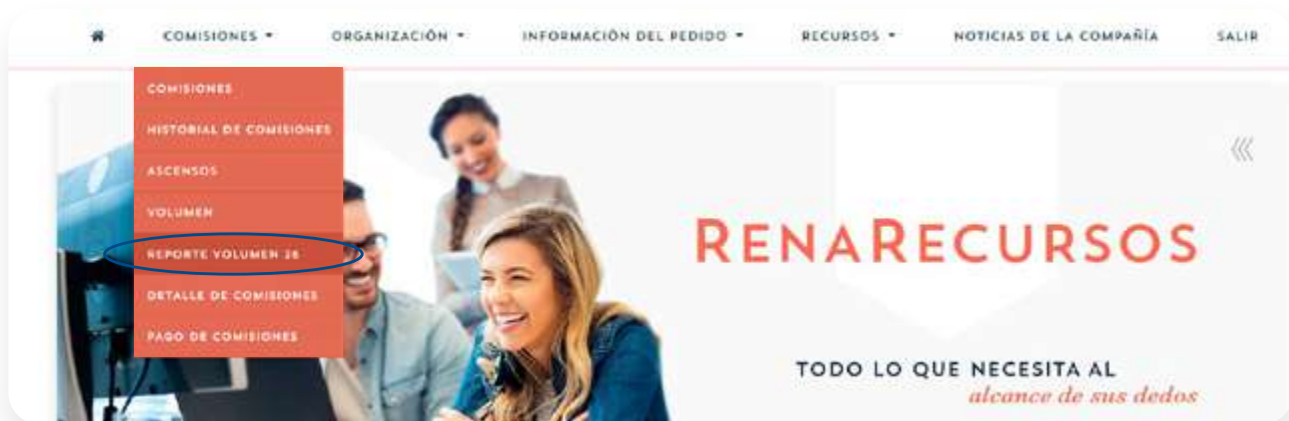 COMISIONES ORGANIZACIÓN INFORMACIÓN DEL PEDIDO RECURSOS NOTICIAS DE LA COMPAÑÍA SALIR
COMISIONES
HISTORIAL DE COMISIONES
ASCENSOS
VOLUMEN
REPORTE VOLUMEN 26
DETALLE DE COMISIONES
PAGO DE COMISIONES
RENARECURSOS
TODO LO QUE NECESITA AL
alcance de sus dedos